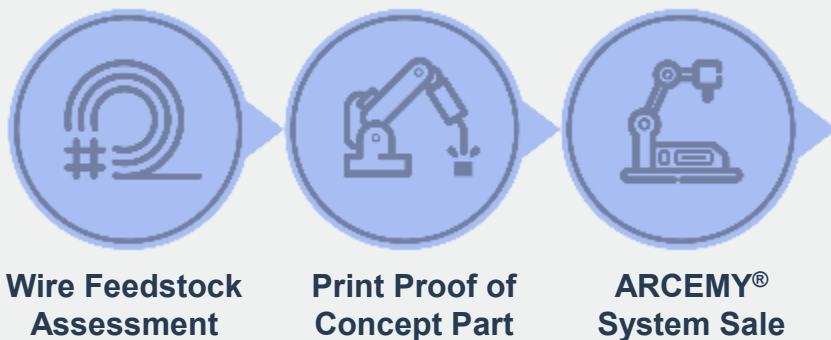 Wire Feedstock
Assessment
Print Proof of
Concept Part
ARCEMY®
System Sale